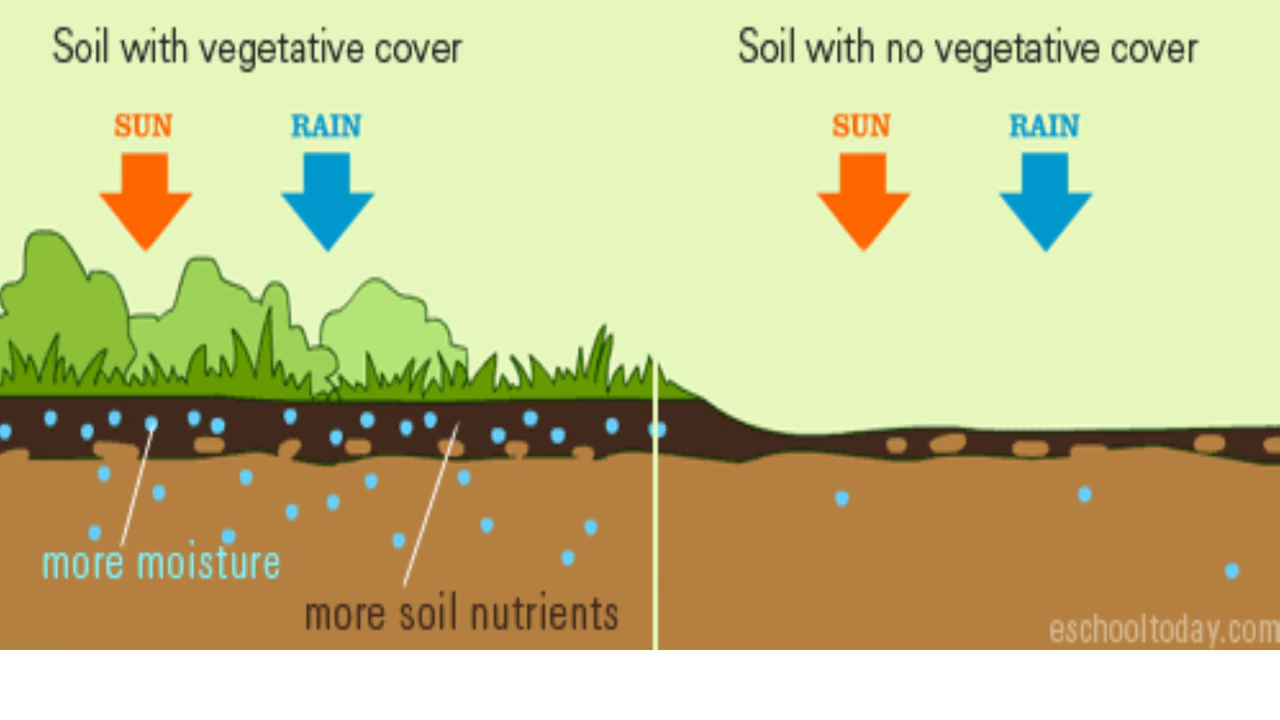 Soil with vegetative cover
Soil with no vegetative cover
SUN
RAIN
SUN
RAIN
more moisture
more soil nutrients
eschooltoday.com